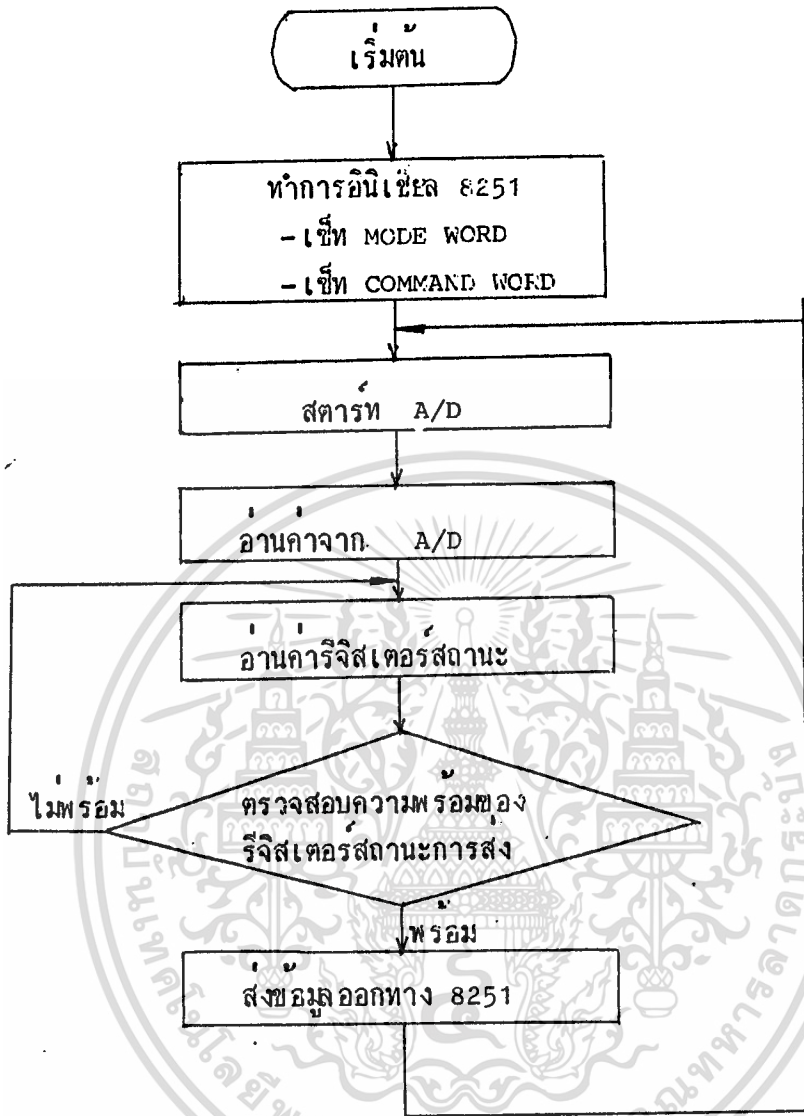 เริ่มต้น
ทำการอินิเชียล 8251
-เซ็ท MODE WORD
-เซ็ท COMMAND WORD
สตาร์ท A/D
อ่านค่าจาก A/D
อ่านค่ารีจิสเตอร์สถานะ
ไม่พร้อม
ตรวจสอบความพร้อมของ
รีจิสเตอร์สถานะการส่ง
พร้อม
ส่งข้อมูลออกทาง 8251